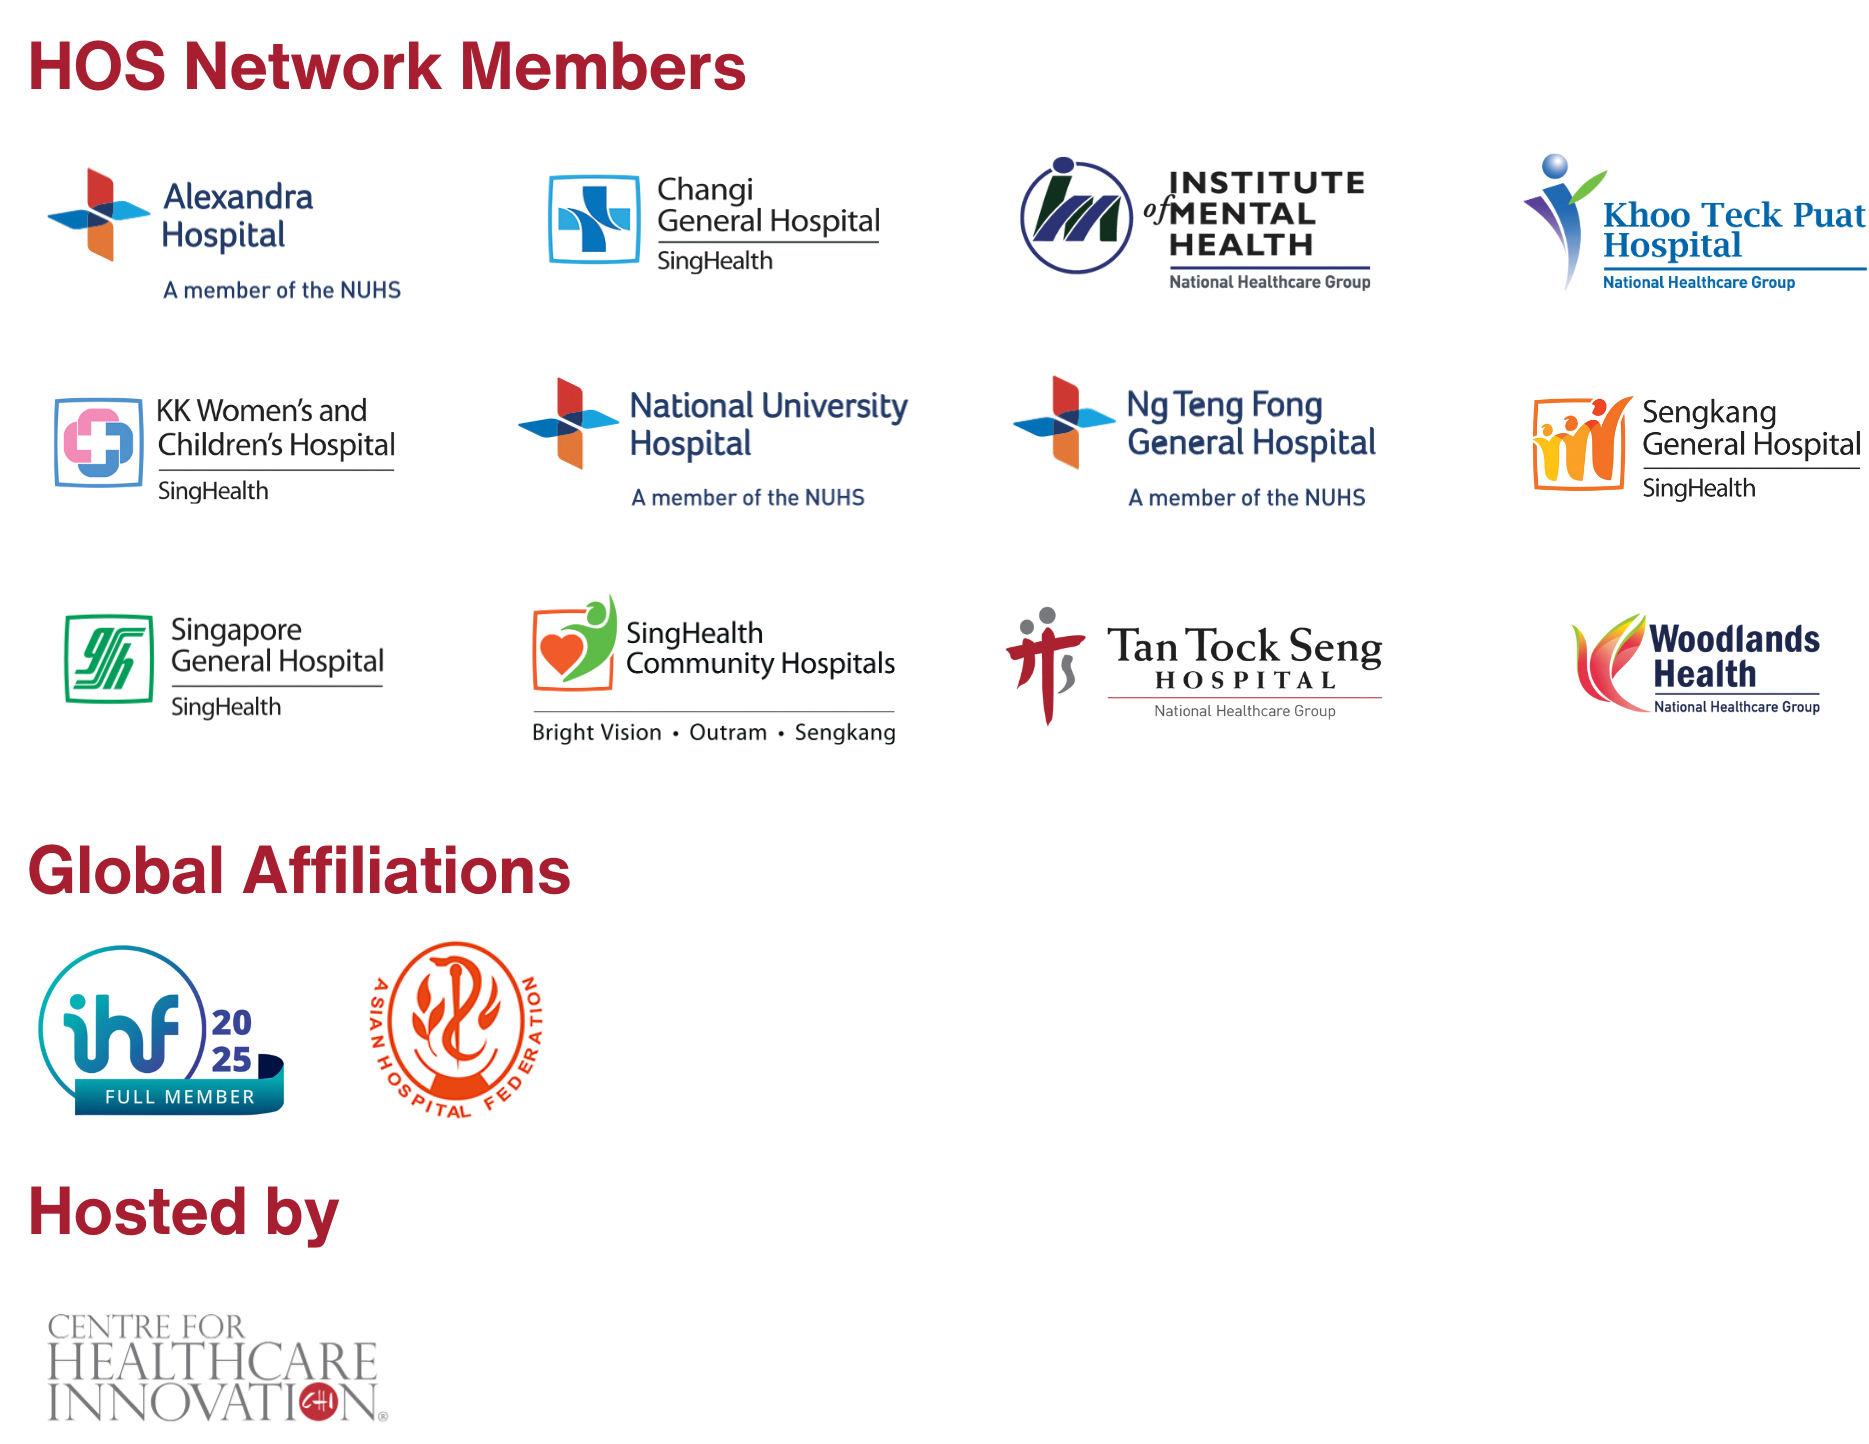 HOS Network Members
Alexandra
Hospital
A member of the NUHS
Changi
General Hospital
SingHealth
INSTITUTE
of MENTAL
HEALTH
National Healthcare Group
Khoo Teck Puat
Hospital
National Healthcare Group
KK Women's and
Children's Hospital
SingHealth
National University
Hospital
A member of the NUHS
Ng Teng Fong
General Hospital
A member of the NUHS
Sengkang
General Hospital
SingHealth
Singapore
General Hospital
SingHealth
SingHealth
Community Hospitals
Bright Vision • Outram • Sengkang
Tan Tock Seng
HOSPITAL
National Healthcare Group
Woodlands
Health
National Healthcare Group
Global Affiliations
ihf
20
25
FULL MEMBER
ASIAN HOSPITAL FEDERATION
Hosted by
CENTRE FOR
HEALTHCARE
INNOVATION®
CHI